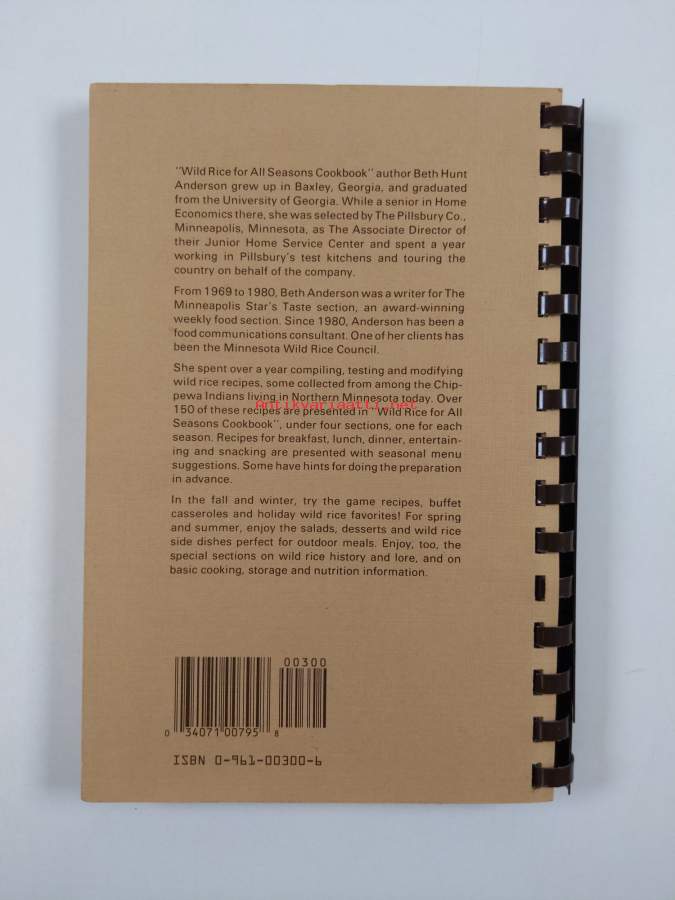 "Wild Rice for All Seasons Cookbook" author Beth Hunt
Anderson grew up in Baxley, Georgia, and graduated
from the University of Georgia. While a senior in Home
Economics there, she was selected by The Pillsbury Co.,
Minneapolis, Minnesota, as The Associate Director of
their Junior Home Service Center and spent a year
working in Pillsbury's test kitchens and touring the
country on behalf of the company.
From 1969 to 1980, Beth Anderson was a writer for The
Minneapolis Star's Taste section, an award-winning
weekly food section. Since 1980, Anderson has been a
food communications consultant. One of her clients has
been the Minnesota Wild Rice Council.
She spent over a year compiling, testing and modifying
wild rice recipes, some collected from among the Chip-
pewa Indians living in Northern Minnesota today. Over
Antikvariaatti.net
150 of these recipes are presented in "Wild Rice for All
Seasons Cookbook", under four sections, one for each
season. Recipes for breakfast, lunch, dinner, entertain-
ing and snacking are presented with seasonal menu
suggestions. Some have hints for doing the preparation
in advance.
In the fall and winter, try the game recipes, buffet
casseroles and holiday wild rice favorites! For spring
and summer, enjoy the salads, desserts and wild rice
side dishes perfect for outdoor meals. Enjoy, too, the
special sections on wild rice history and lore, and on
basic cooking, storage and nutrition information.
00300
0 34071 00795 8
ISBN 0-961-00300-6